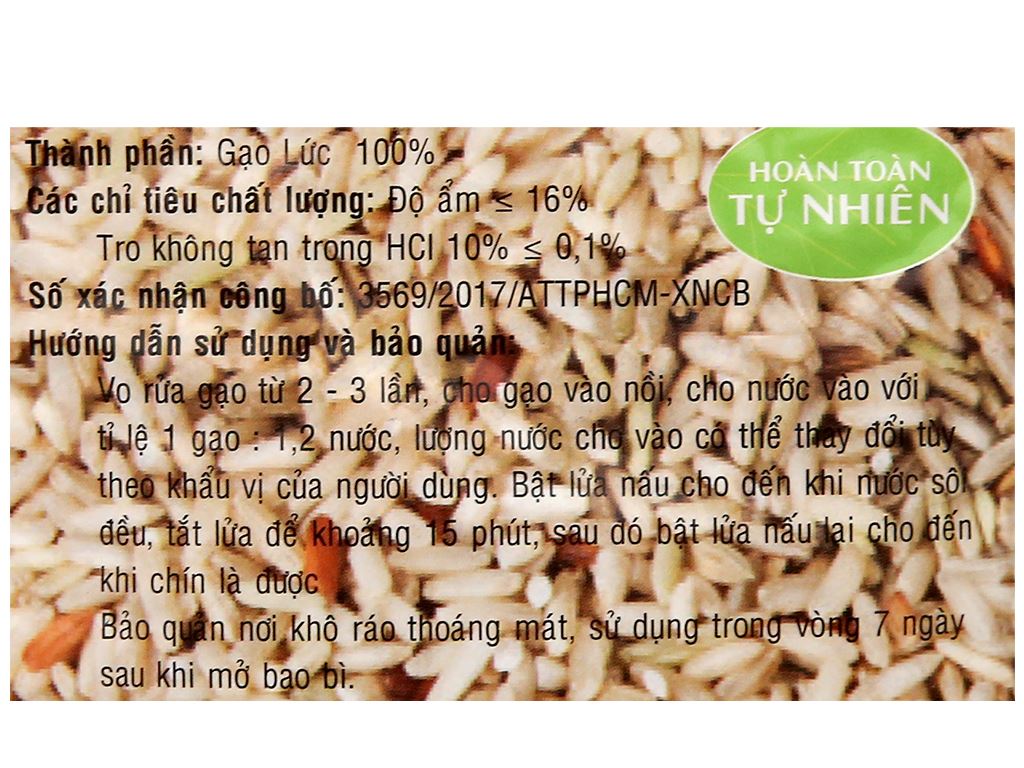 Thành phần: Gạo Lức 100%
Các chỉ tiêu chất lượng: Độ ẩm ≤ 16%
Tro không tan trong HCl 10% ≤ 0,1%
Số xác nhận công bố: 3569/2017/ATTPHCM-XNCB
Hướng dẫn sử dụng và bảo quản:
Vo rửa gạo từ 2 - 3 lần, cho gạo vào nồi, cho nước vào với
tỉ lệ 1 gạo : 1,2 nước, lượng nước cho vào có thể thay đổi tùy
theo khẩu vị của người dùng. Bật lửa nấu cho đến khi nước sôi
đều, tắt lửa để khoảng 15 phút, sau đó bật lửa nấu lại cho đến
khi chín là được
Bảo quản nơi khô ráo thoáng mát, sử dụng trong vòng 7 ngày
sau khi mở bao bì.
HOÀN TOÀN
TỰ NHIÊN